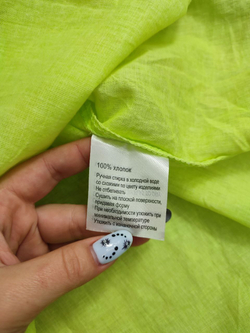 100% хлопок
Ручная стирка в холодной воде
со схожими по цвету изделиями
Не отбеливать
Сушить на плоской поверхности,
придавая форму
При необходимости утюжить при
минимальной температуре
Утюжить с изнаночной стороны